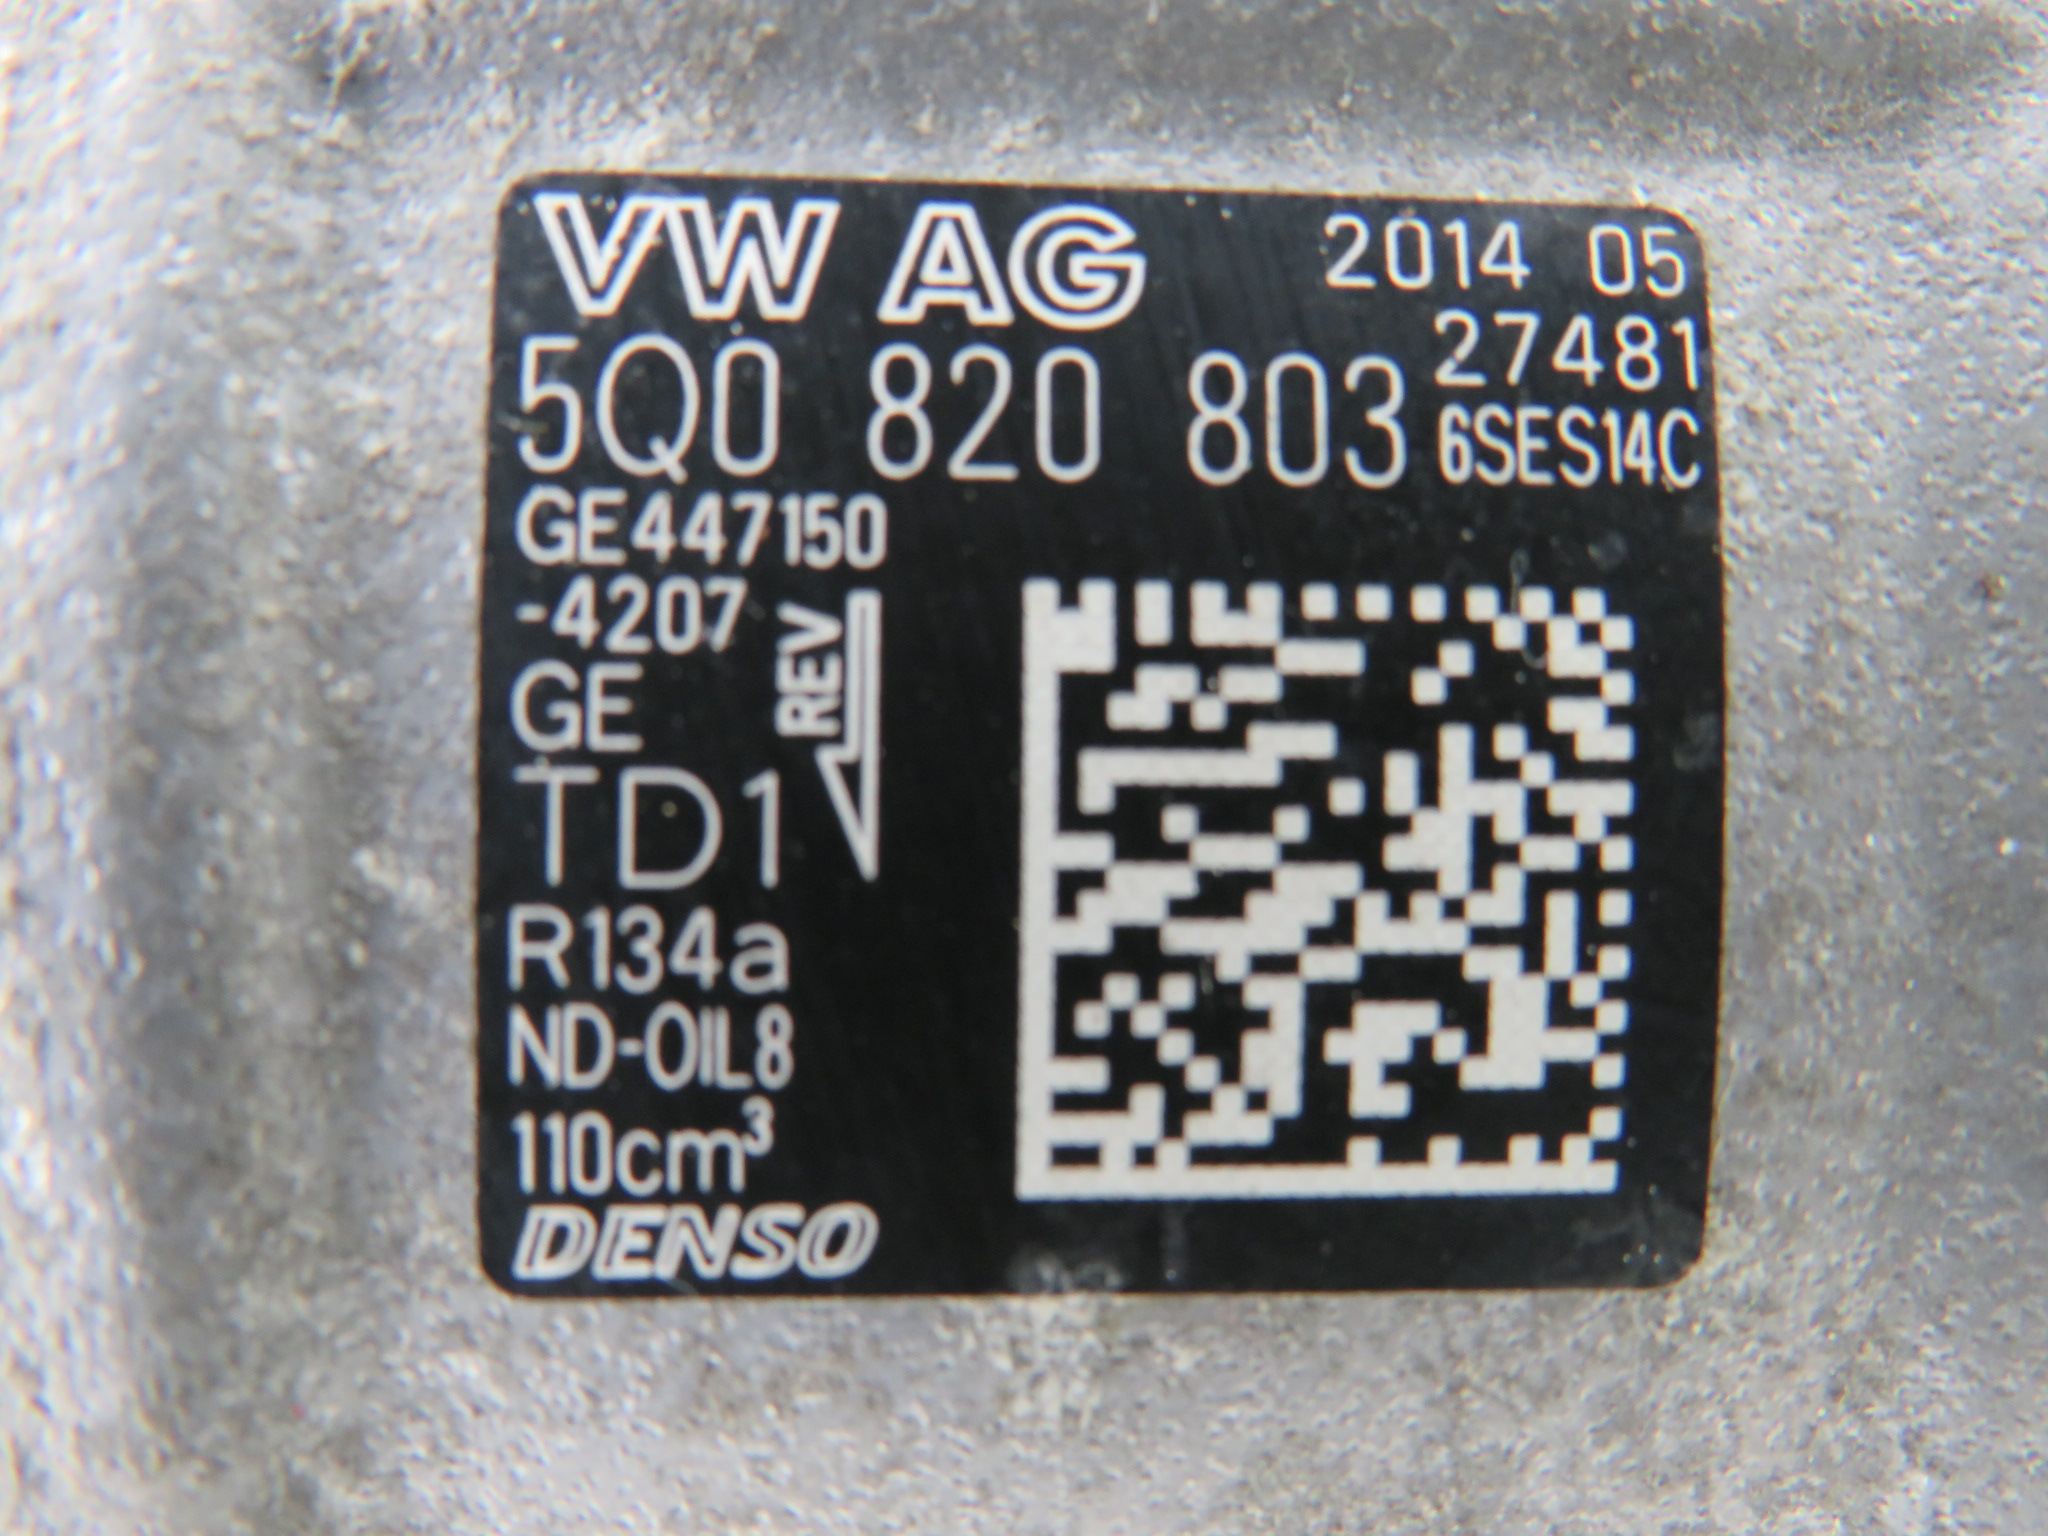 VW AG 2014 05
27481
5Q0 820 803 6SES14C
GE447150
-4207
REV
GE
TD1
R134a
ND-OIL8
110cm³
DENSO